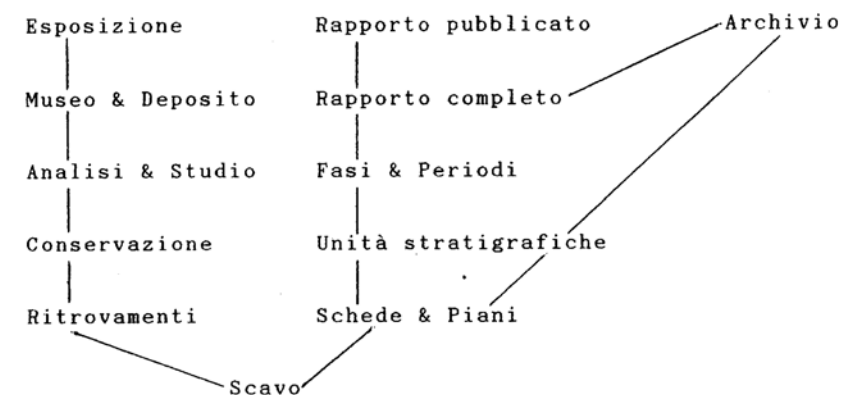 Esposizione Rapporto pubblicato Archivio
Museo & Deposito Rapporto completo
Analisi & Studio Fasi & Periodi
Conservazione Unità stratigrafiche
Ritrovamenti Schede & Piani
Scavo